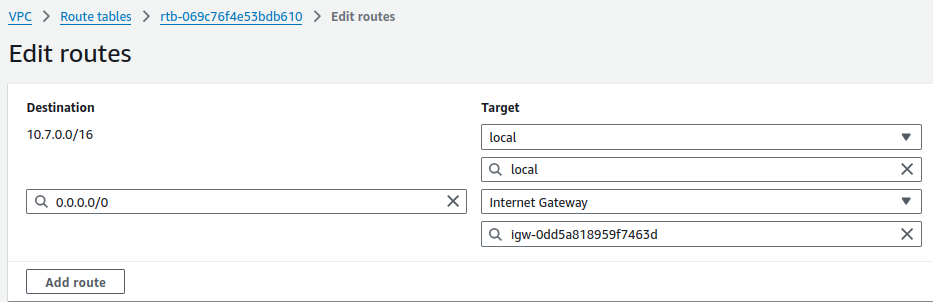 VPC > Route tables > rtb-069c76f4e53bdb610 > Edit routes
Edit routes
Destination Target
10.7.0.0/16 local
local
0.0.0.0/0 Internet Gateway
igw-0dd5a818959f7463d
Add route